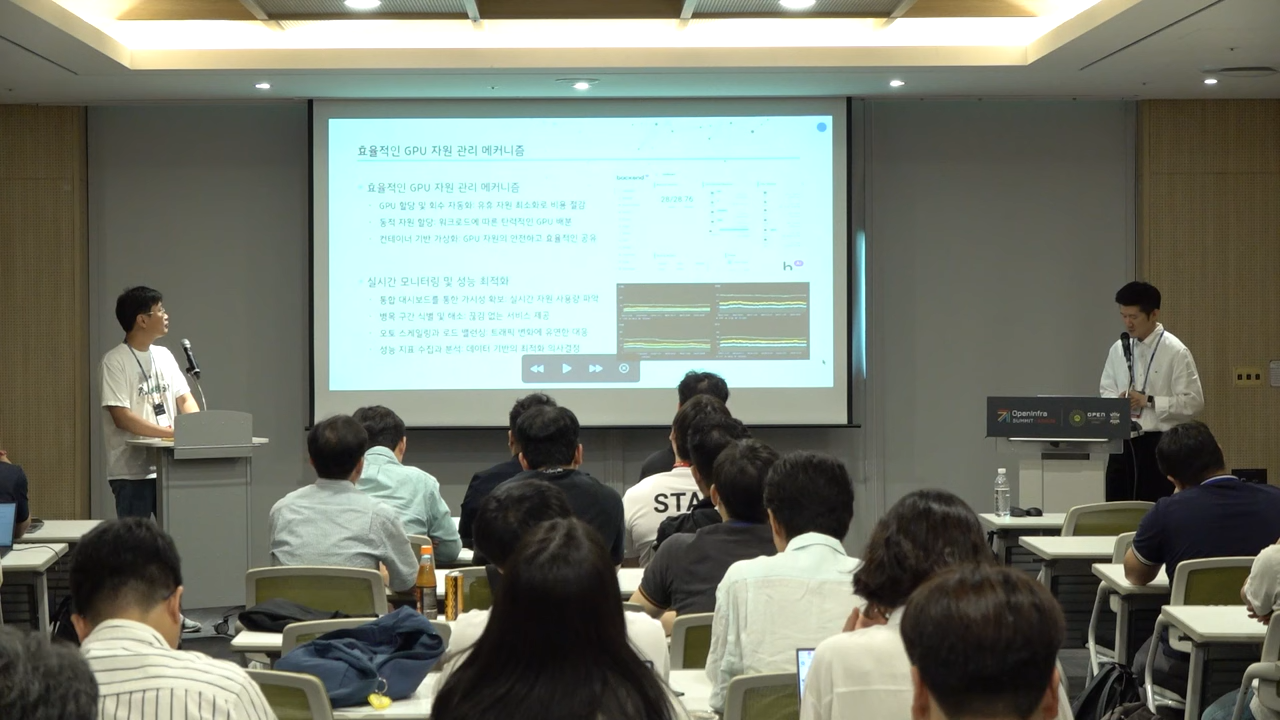 효율적인 GPU 자원 관리 메커니즘
효율적인 GPU 자원 관리 메커니즘
GPU 할당 및 회수 자동화: 유휴 자원 최소화로 비용 절감
동적 자원 할당: 워크로드에 따른 탄력적인 GPU 배분
컨테이너 기반 가상화: GPU 자원의 안전하고 효율적인 공유
실시간 모니터링 및 성능 최적화
통합 대시보드를 통한 가시성 확보: 실시간 자원 사용량 파악
병목 구간 식별 및 해소: 끊김 없는 서비스 제공
오토 스케일링과 로드 밸런싱: 트래픽 변화에 유연한 대응
성능 지표 수집과 분석: 데이터 기반의 최적화 의사결정
OpenInfra
SUMMIT
OPEN
STA